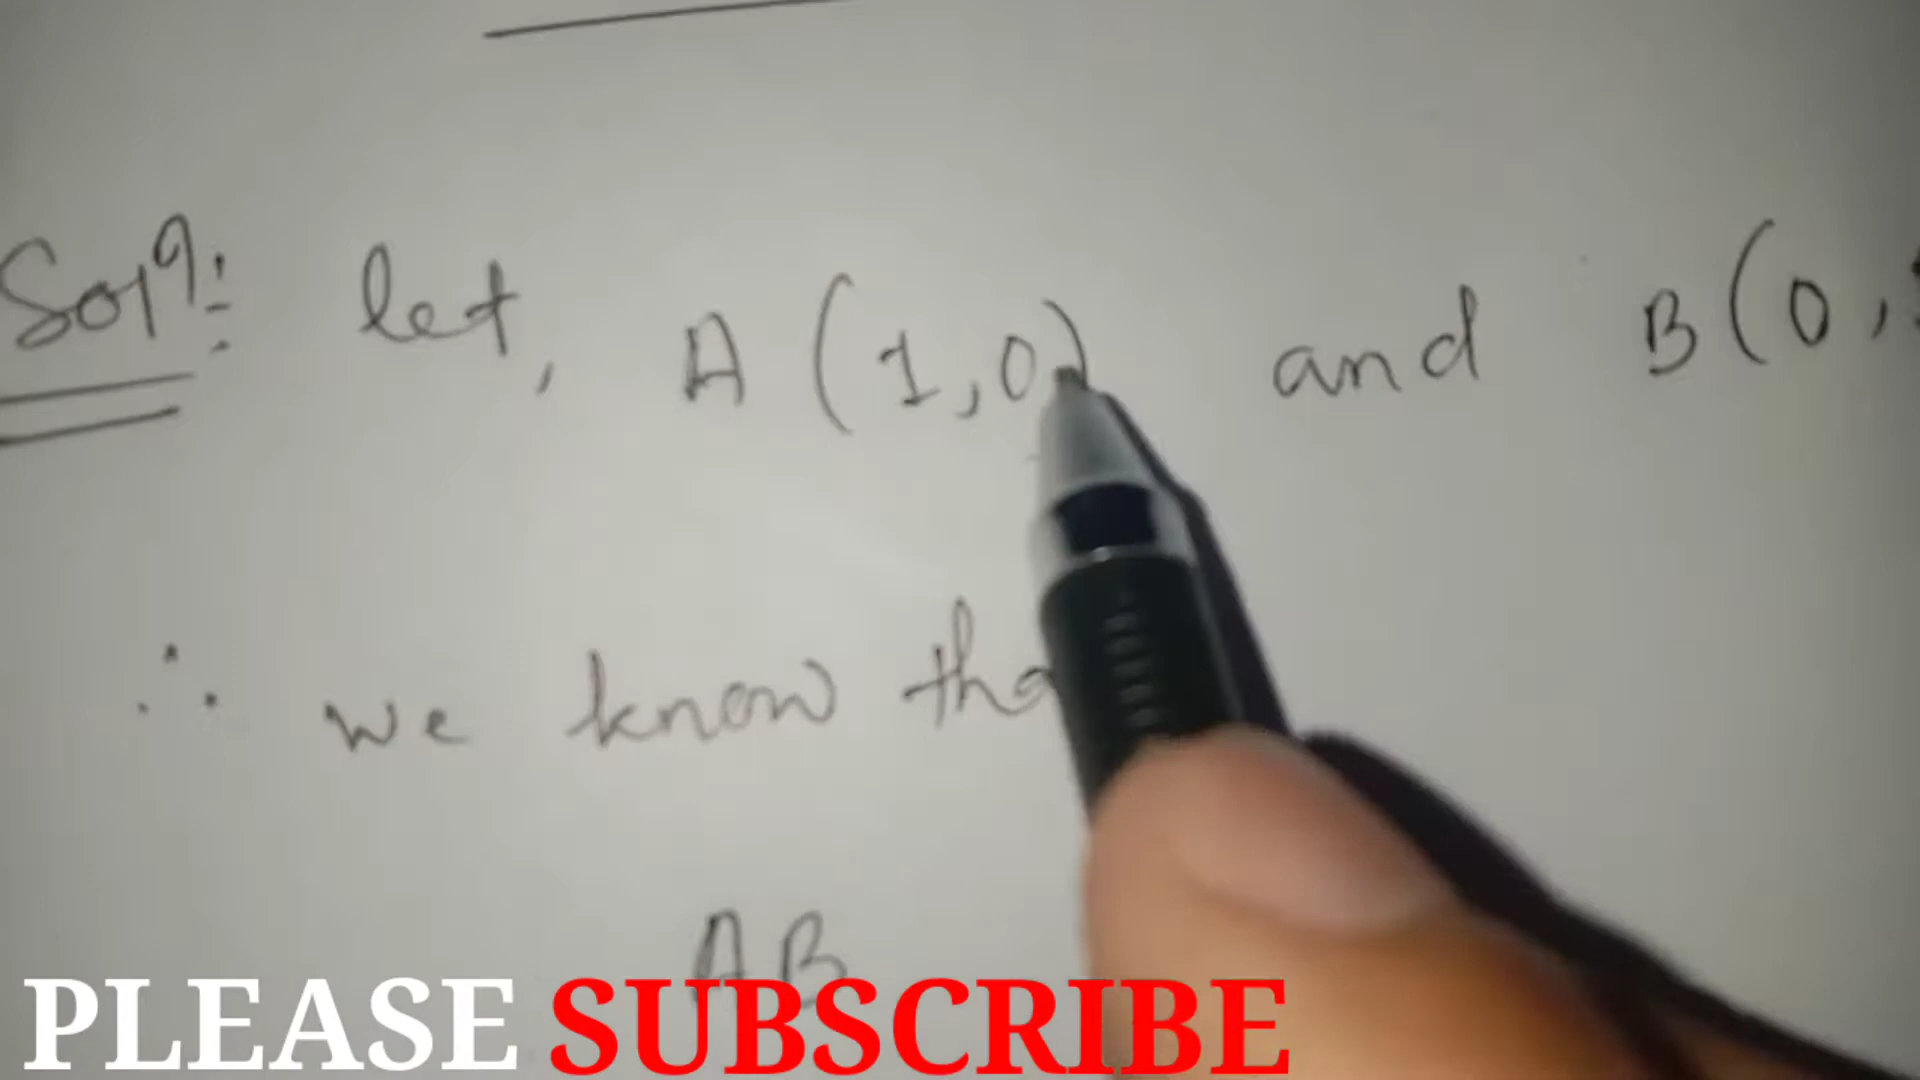 Solⁿ: let, A (1,0) and B(0,
∴ we know tha
AB
PLEASE SUBSCRIBE